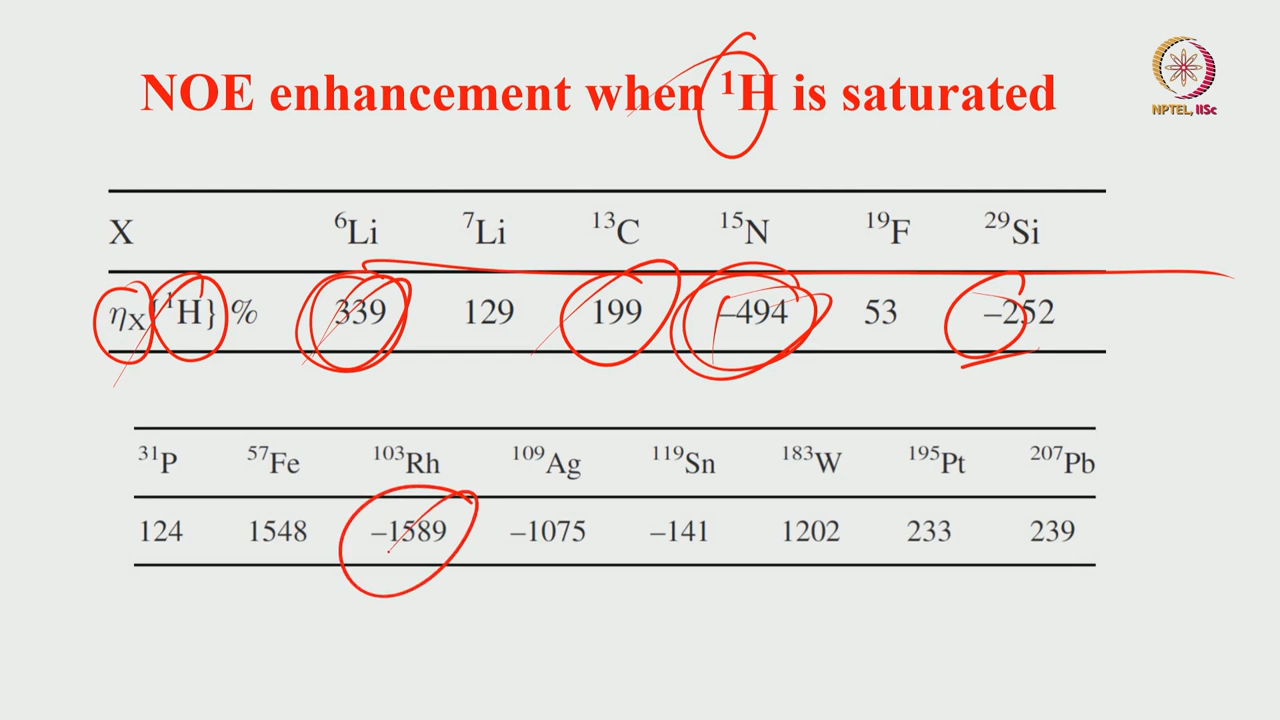 NOE enhancement when ¹H is saturated
NPTEL, IISc
X ⁶Li ⁷Li ¹³C ¹⁵N ¹⁹F ²⁹Si
ηX{¹H} % 339 129 199 –494 53 –252
³¹P ⁵⁷Fe ¹⁰³Rh ¹⁰⁹Ag ¹¹⁹Sn ¹⁸³W ¹⁹⁵Pt ²⁰⁷Pb
124 1548 –1589 –1075 –141 1202 233 239